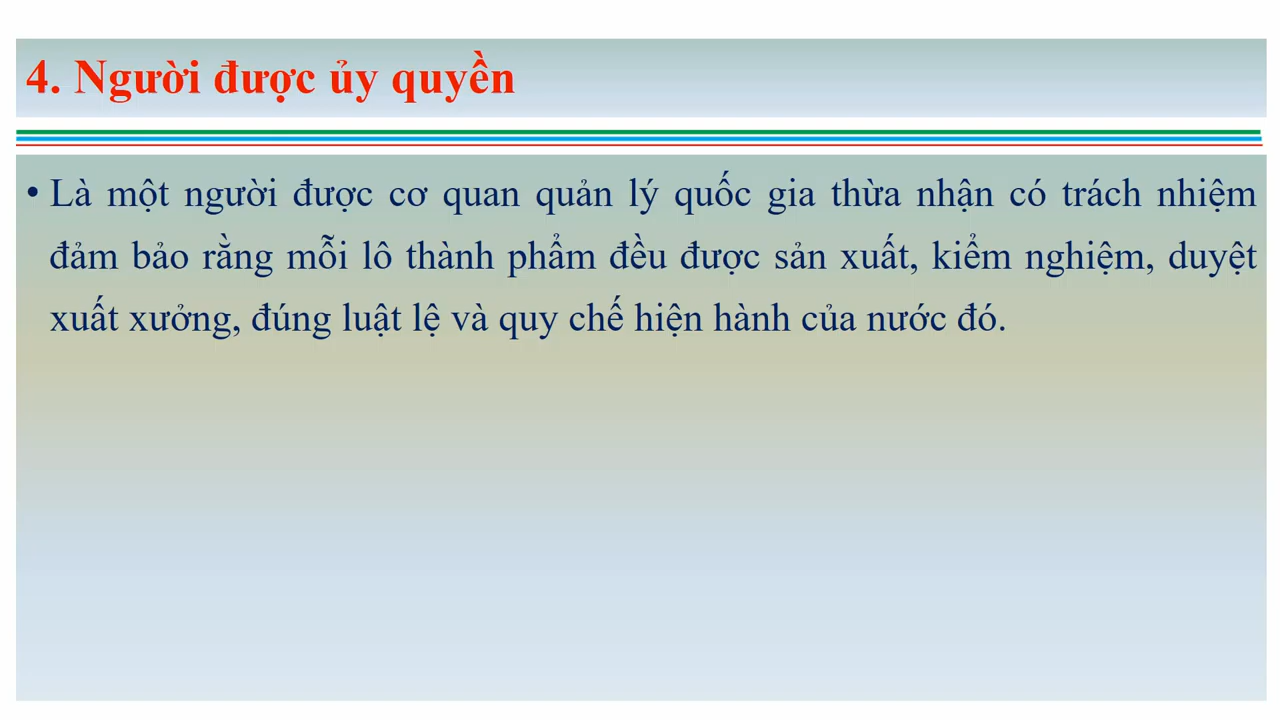 4. Người được ủy quyền
• Là một người được cơ quan quản lý quốc gia thừa nhận có trách nhiệm
đảm bảo rằng mỗi lô thành phẩm đều được sản xuất, kiểm nghiệm, duyệt
xuất xưởng, đúng luật lệ và quy chế hiện hành của nước đó.